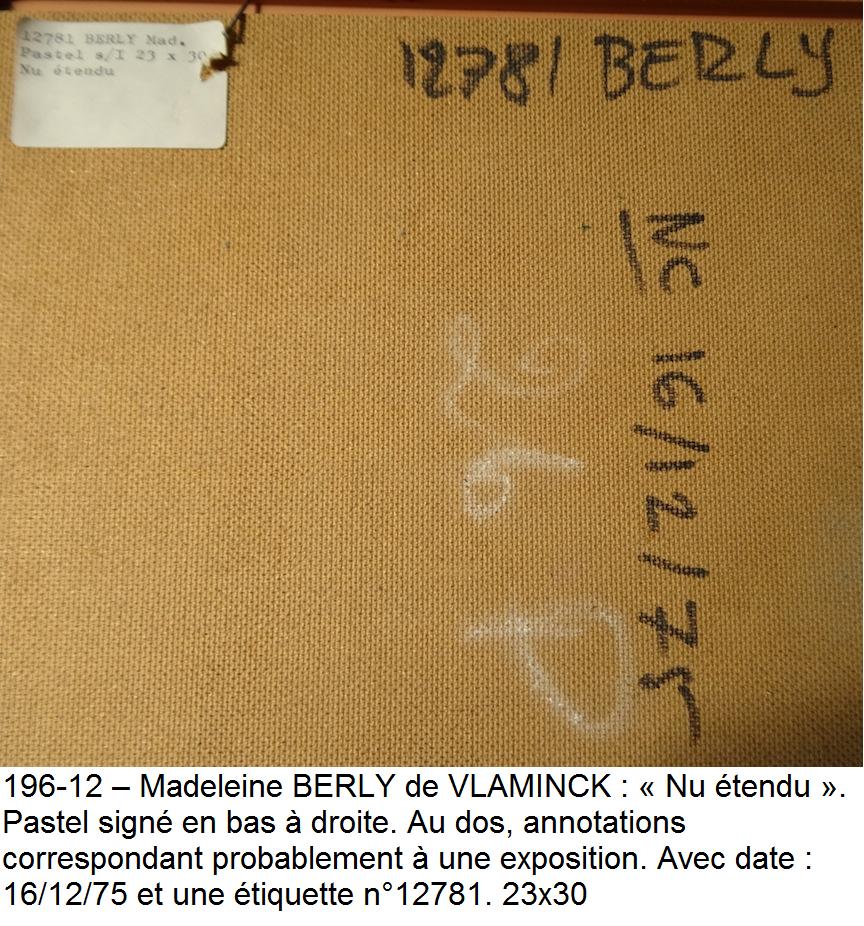 12781 BERLY Mad.
Pastel s/I 23 x 30
Nu étendu
12781 BERLY
NC 16/12/75
196-12 – Madeleine BERLY de VLAMINCK : « Nu étendu ».
Pastel signé en bas à droite. Au dos, annotations
correspondant probablement à une exposition. Avec date :
16/12/75 et une étiquette n°12781. 23x30